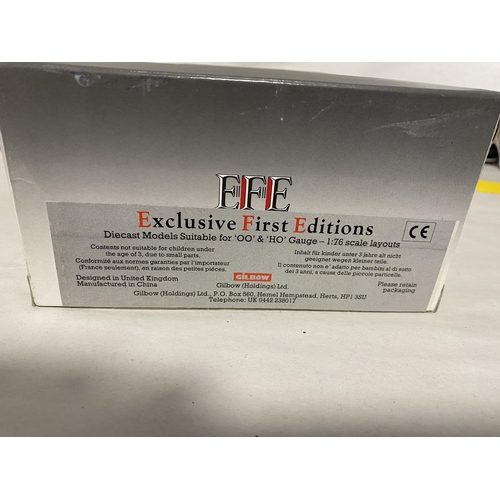 EFE
Exclusive First Editions
Diecast Models Suitable for 'OO' & 'HO' Gauge – 1:76 scale layouts
CE
Contents not suitable for children under
the age of 3, due to small parts.
Conformité aux normes garanties par l'importateur
(France seulement), en raison des petites pièces.
Inhalt für kinder unter 3 jahre alt nicht
geeignet wegen kleiner teile.
Il contenuto non e' adatto per bambini al di sotto
dei 3 anni, a causa delle piccole particelle.
Designed in United Kingdom
Manufactured in China
GILBOW
Gilbow (Holdings) Ltd.
Please retain
packaging
Gilbow (Holdings) Ltd., P.O. Box 560, Hemel Hempstead, Herts, HP1 3SU
Telephone: UK 0442 238017